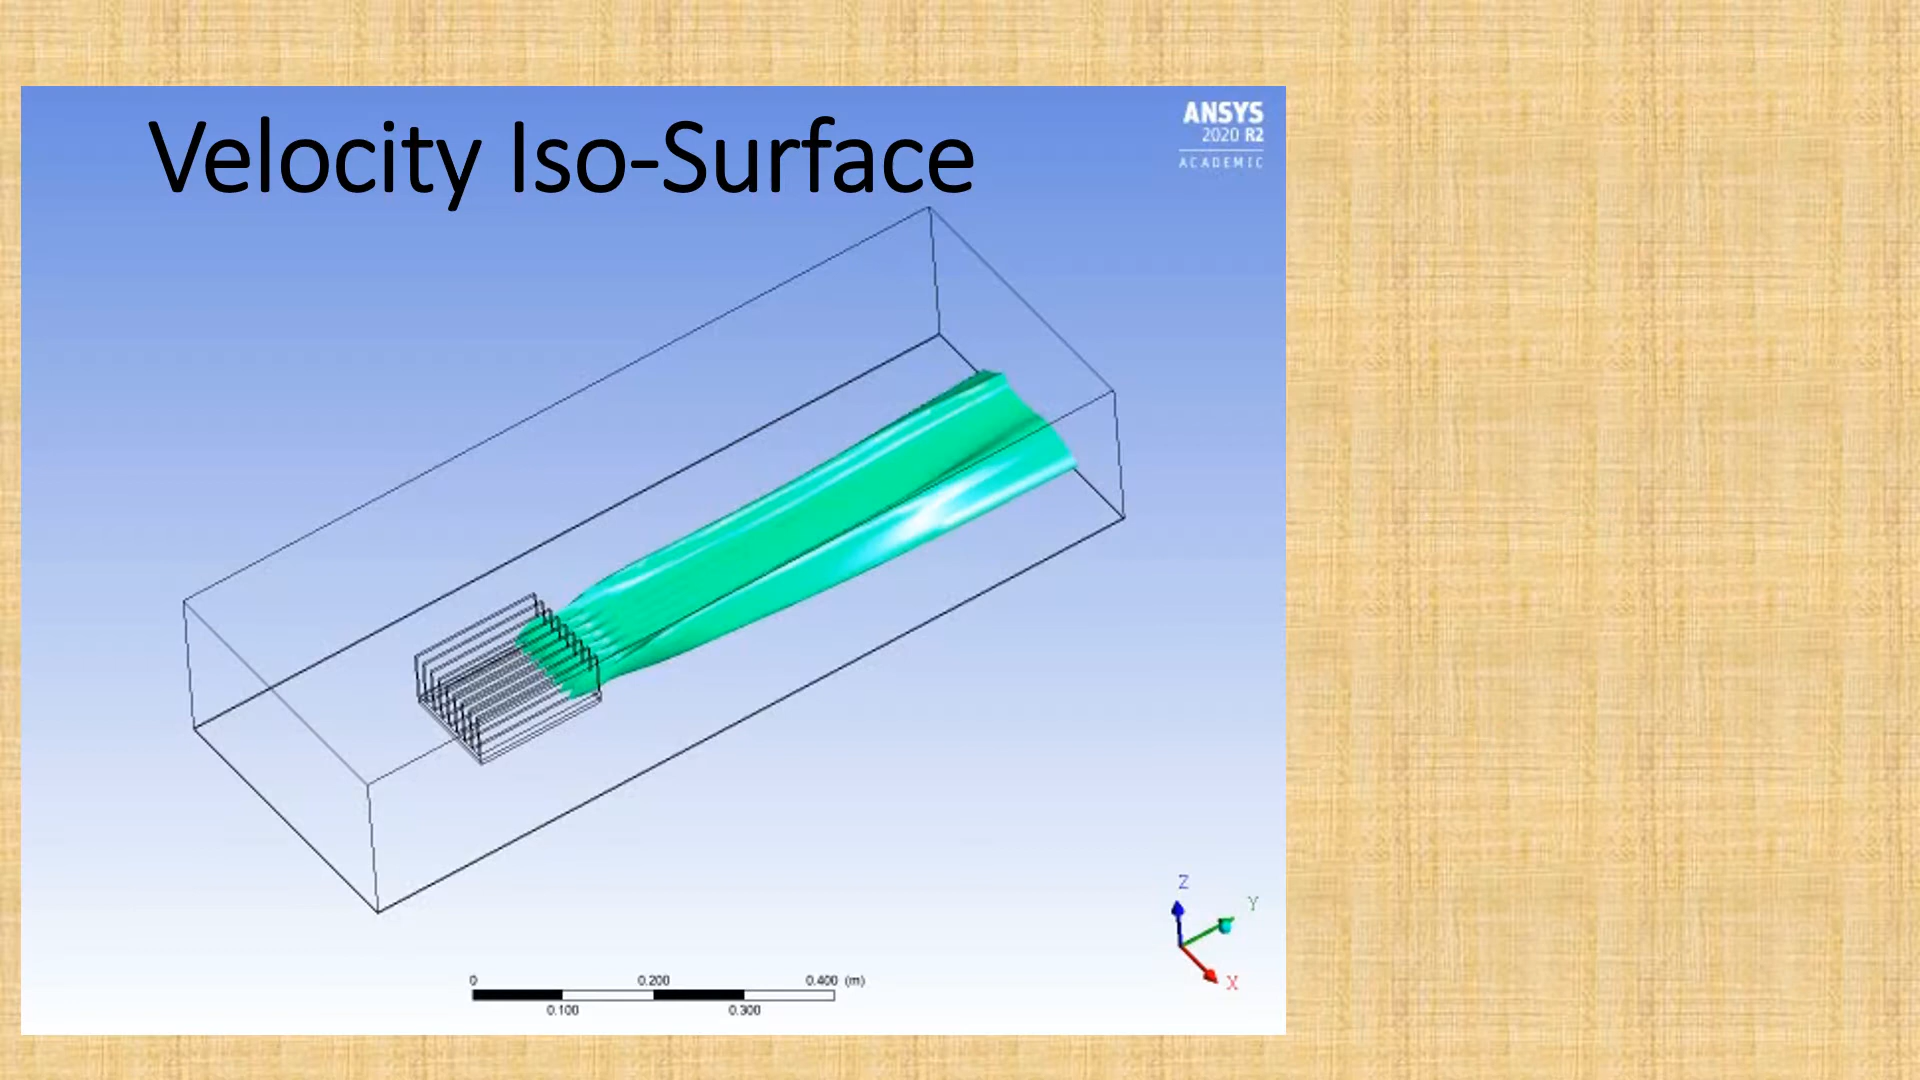 Velocity Iso-Surface
ANSYS
2020 R2
ACADEMIC
Z
Y
X
0 0.200 0.400 (m)
0.100 0.300